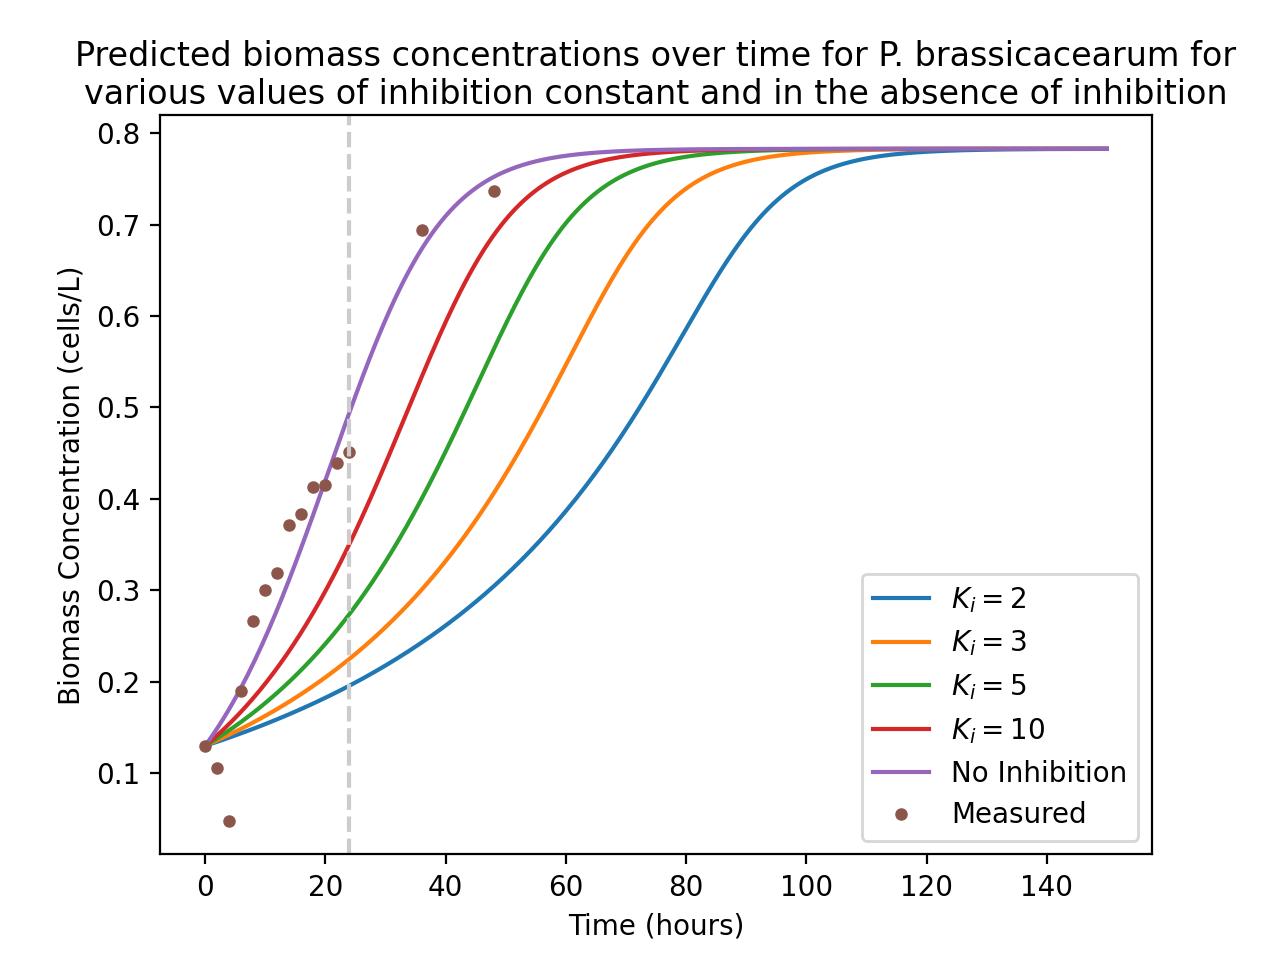 Predicted biomass concentrations over time for P. brassicacearum for
various values of inhibition constant and in the absence of inhibition
Biomass Concentration (cells/L)
0.8
0.7
0.6
0.5
0.4
0.3
0.2
0.1
0 20 40 60 80 100 120 140
Time (hours)
K_i = 2
K_i = 3
K_i = 5
K_i = 10
No Inhibition
Measured